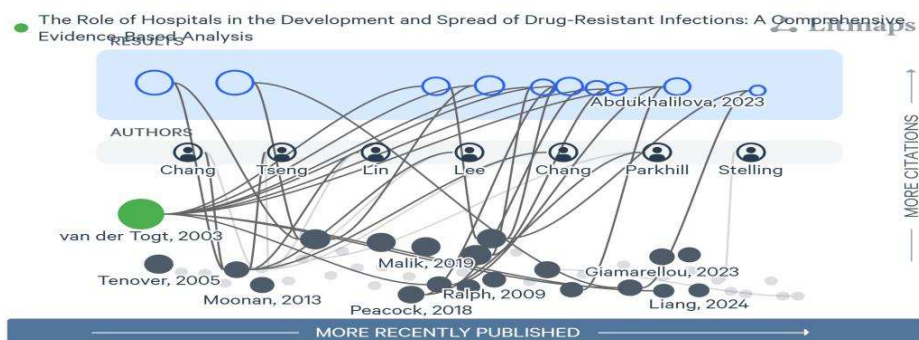 The Role of Hospitals in the Development and Spread of Drug-Resistant Infections: A Comprehensive
Evidence-Based Analysis
Litmaps
RESULTS
Abdukhalilova, 2023
AUTHORS
Chang
Tseng
Lin
Lee
Chang
Parkhill
Stelling
van der Togt, 2003
Malik, 2019
Giamarellou, 2023
Tenover, 2005
Moonan, 2013
Ralph, 2009
Liang, 2024
Peacock, 2018
MORE CITATIONS
MORE RECENTLY PUBLISHED